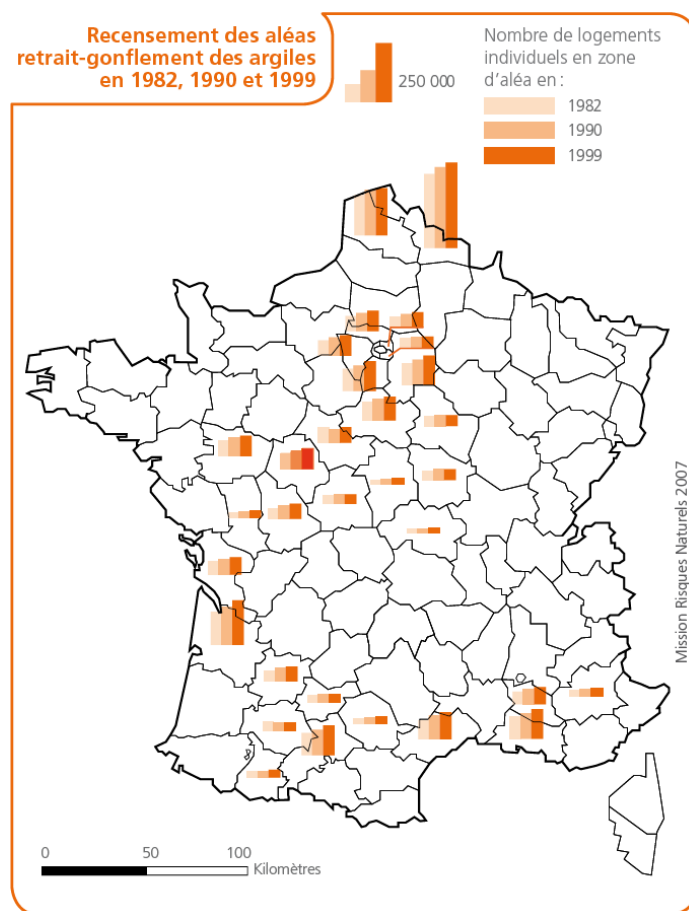 Recensement des aléas
retrait-gonflement des argiles
en 1982, 1990 et 1999
250 000
Nombre de logements
individuels en zone
d'aléa en :
1982
1990
1999
Mission Risques Naturels 2007
0 50 100
Kilomètres